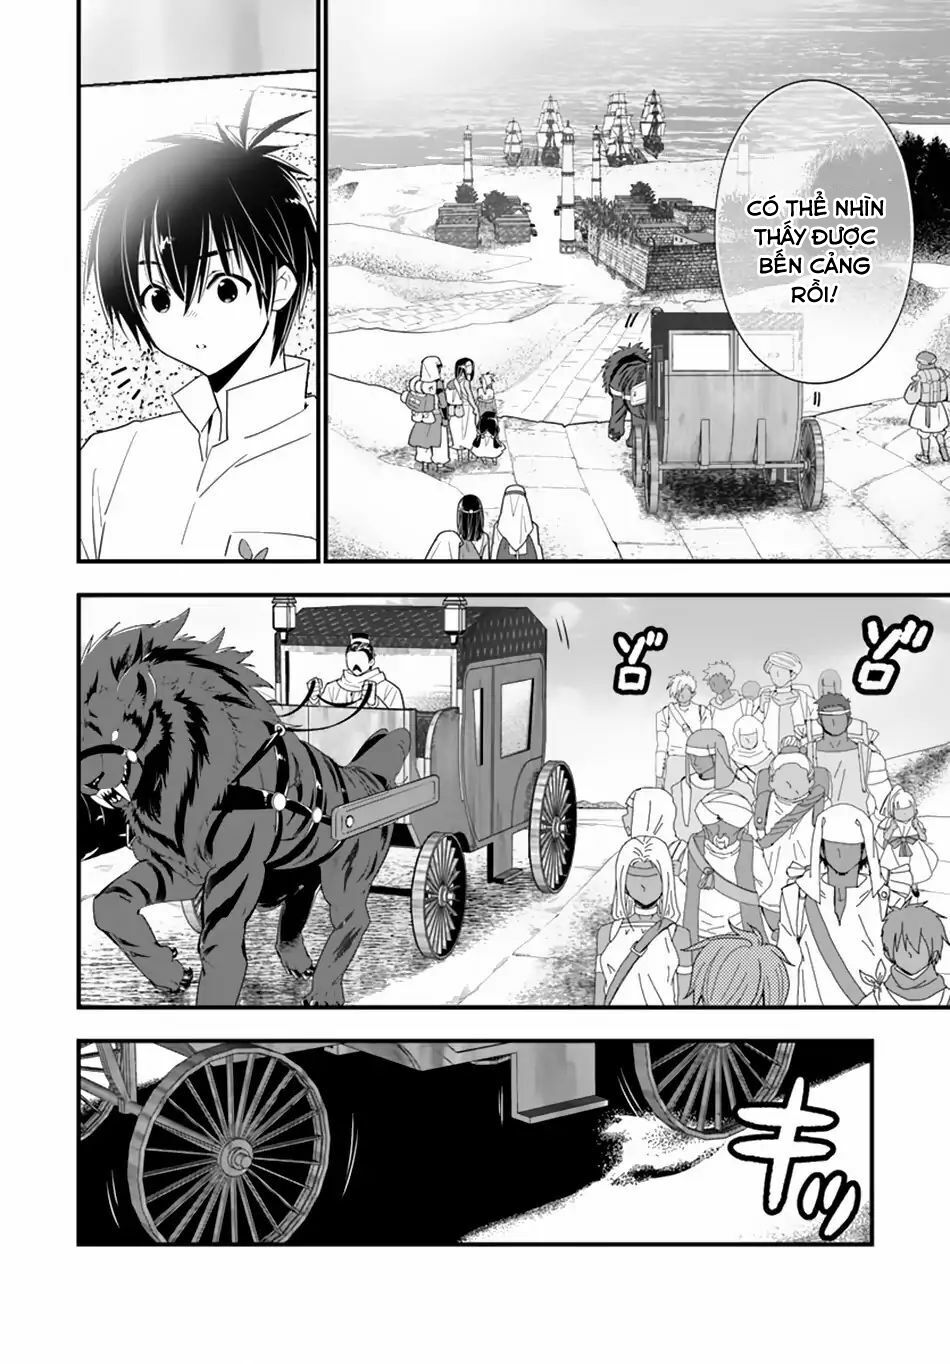 CÓ THỂ NHÌN
THẤY ĐƯỢC
BẾN CẢNG
RỒI!
ゾロ
ゾロ
キッ